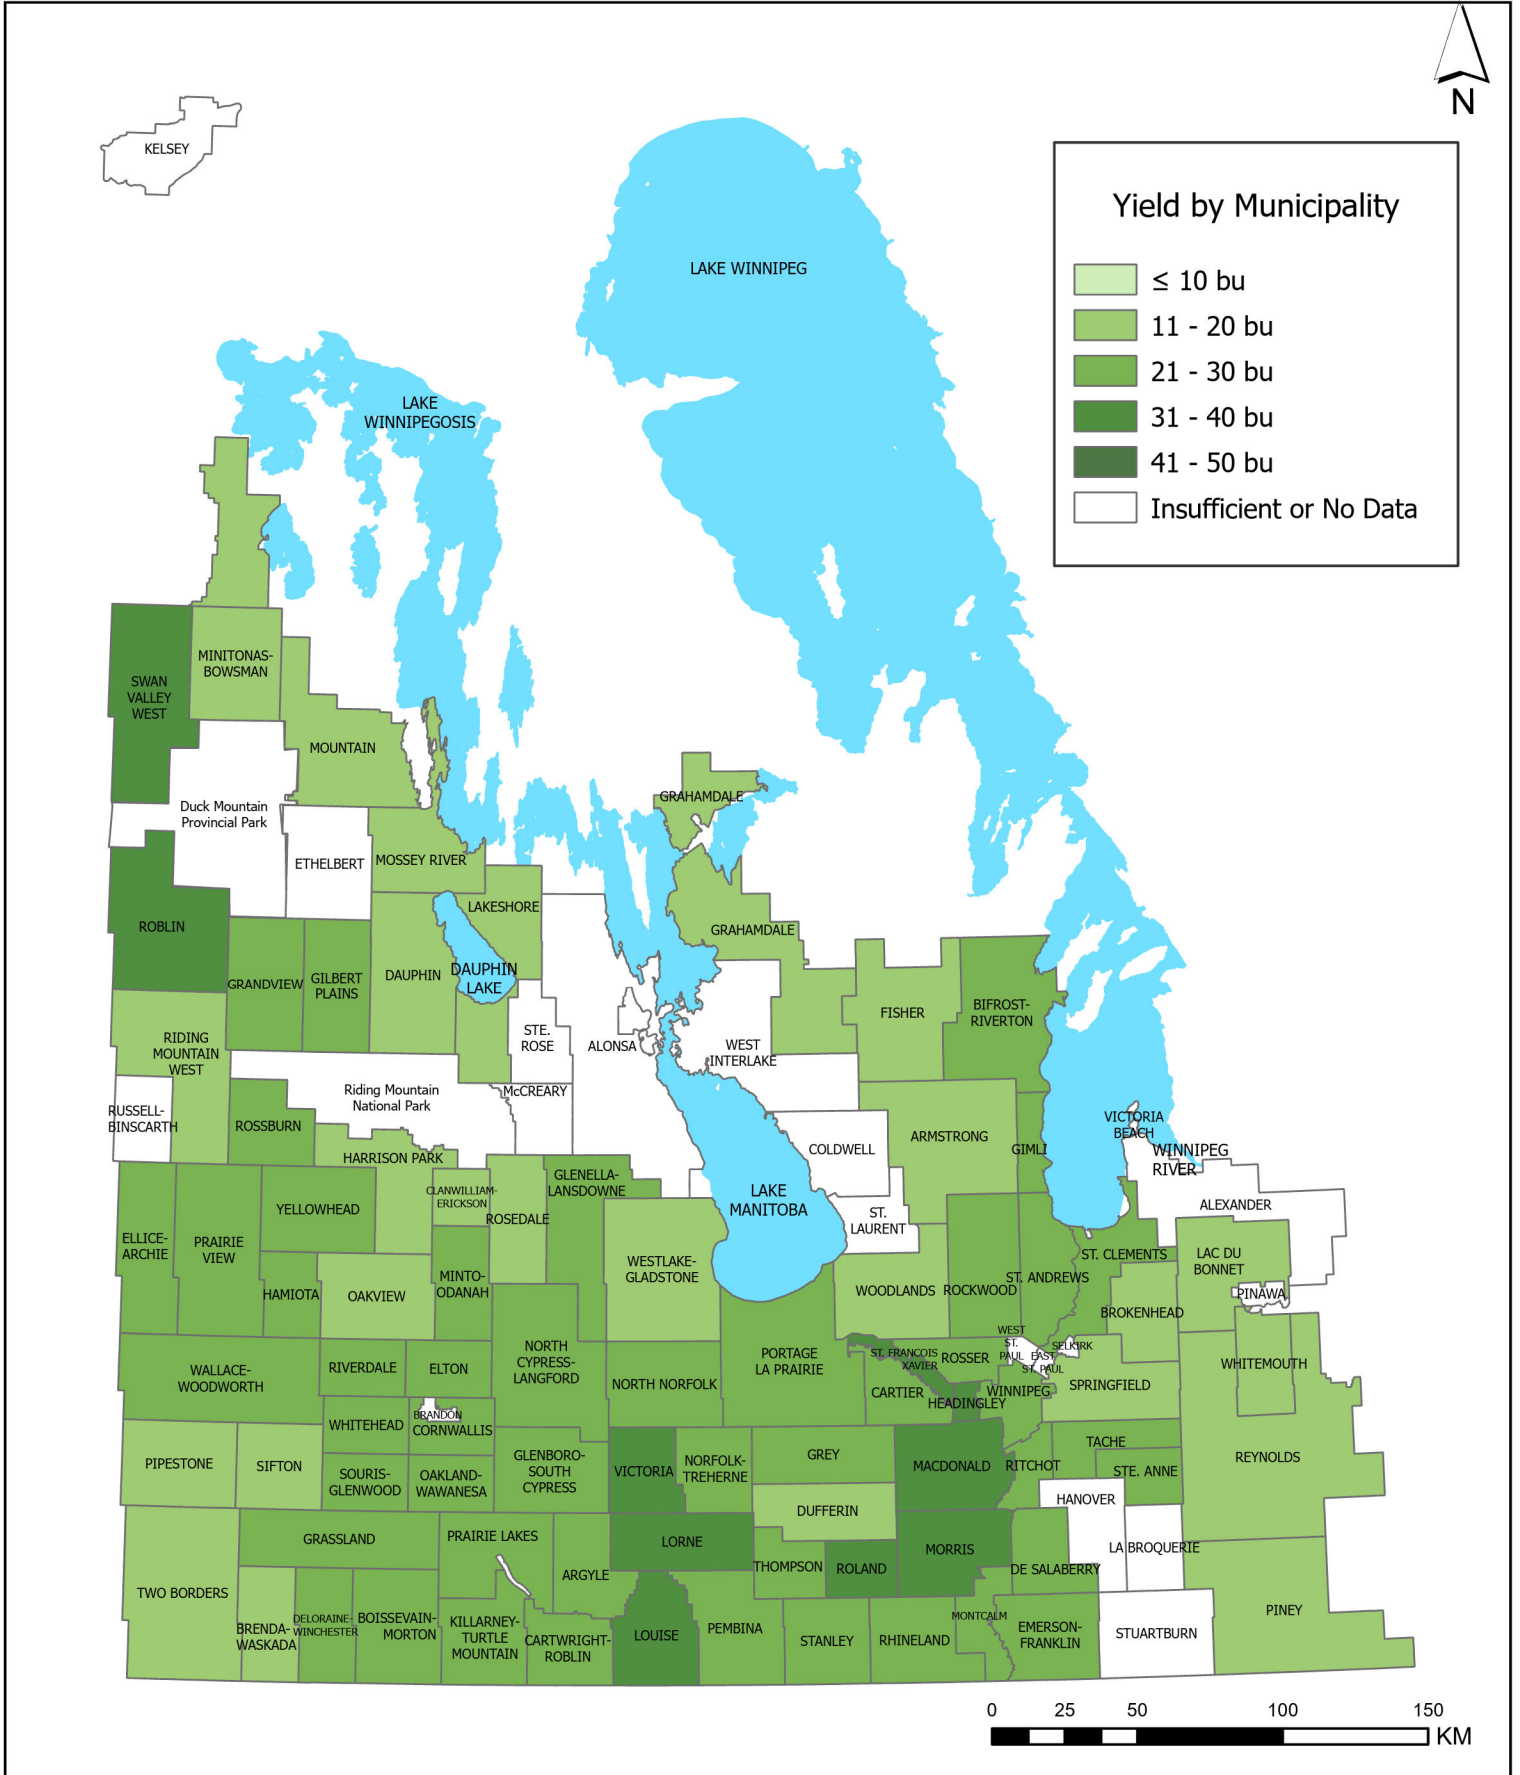 N
KELSEY
Yield by Municipality
≤ 10 bu
11 - 20 bu
21 - 30 bu
31 - 40 bu
41 - 50 bu
Insufficient or No Data
LAKE WINNIPEG
LAKE
WINNIPEGOSIS
MINITONAS-
BOWSMAN
SWAN
VALLEY
WEST
MOUNTAIN
Duck Mountain
Provincial Park
GRAHAMDALE
ETHELBERT
MOSSEY RIVER
LAKESHORE
ROBLIN
GRAHAMDALE
GRANDVIEW
GILBERT
PLAINS
DAUPHIN
DAUPHIN
LAKE
FISHER
BIFROST-
RIVERTON
STE.
ROSE
ALONSA
WEST
INTERLAKE
RIDING
MOUNTAIN
WEST
Riding Mountain
National Park
McCREARY
RUSSELL-
BINSCARTH
ROSSBURN
HARRISON PARK
COLDWELL
ARMSTRONG
GIMLI
VICTORIA
BEACH
WINNIPEG
RIVER
ALEXANDER
GLENELLA-
LANSDOWNE
CLANWILLIAM-
ERICKSON
ROSEDALE
YELLOWHEAD
LAKE
MANITOBA
ST.
LAURENT
ELLICE-
ARCHIE
PRAIRIE
VIEW
WESTLAKE-
GLADSTONE
ST. CLEMENTS
LAC DU
BONNET
HAMIOTA
OAKVIEW
MINTO-
ODANAH
WOODLANDS
ROCKWOOD
ST. ANDREWS
PINAWA
BROKENHEAD
WALLACE-
WOODWORTH
RIVERDALE
ELTON
NORTH
CYPRESS-
LANGFORD
NORTH NORFOLK
PORTAGE
LA PRAIRIE
ST. FRANCOIS
XAVIER
ROSSER
WEST
ST.
PAUL
EAST
ST. PAUL
SELKIRK
WHITEMOUTH
CARTIER
HEADINGLEY
WINNIPEG
SPRINGFIELD
WHITEHEAD
BRANDON
CORNWALLIS
PIPESTONE
SIFTON
SOURIS-
GLENWOOD
OAKLAND-
WAWANESA
GLENBORO-
SOUTH
CYPRESS
VICTORIA
NORFOLK-
TREHERNE
GREY
MACDONALD
RITCHOT
TACHE
STE. ANNE
REYNOLDS
HANOVER
DUFFERIN
GRASSLAND
PRAIRIE LAKES
LORNE
MORRIS
LA BROQUERIE
TWO BORDERS
ARGYLE
THOMPSON
ROLAND
DE SALABERRY
BRENDA-
WASKADA
DELORAINE-
WINCHESTER
BOISSEVAIN-
MORTON
KILLARNEY-
TURTLE
MOUNTAIN
CARTWRIGHT-
ROBLIN
LOUISE
PEMBINA
STANLEY
RHINELAND
MONTCALM
EMERSON-
FRANKLIN
STUARTBURN
PINEY
0 25 50 100 150
KM